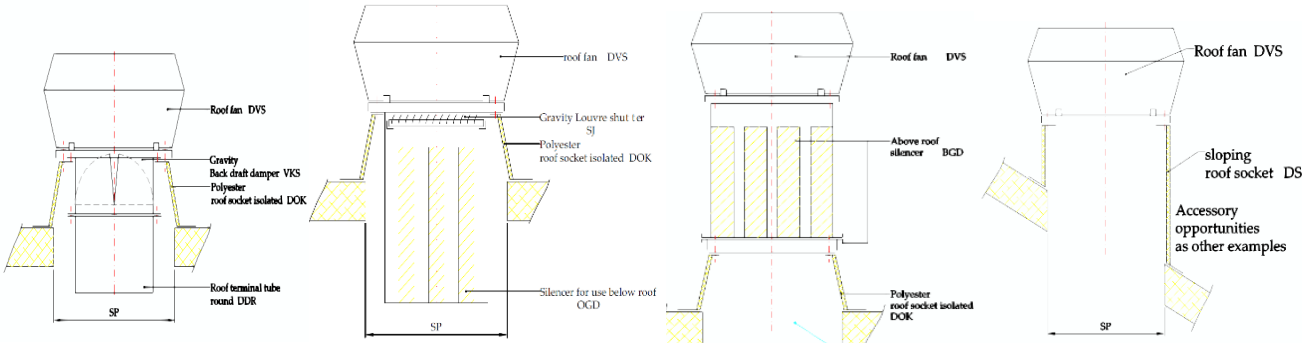 Roof fan DVS
Gravity
Back draft damper VKS
Polyester
roof socket isolated DOK
Roof terminal tube
round DDR
SP
roof fan DVS
Gravity Louvre shutter
SJ
Polyester
roof socket isolated DOK
Silencer for use below roof
OGD
SP
Roof fan DVS
Above roof
silencer BGD
Polyester
roof socket isolated
DOK
Roof fan DVS
sloping
roof socket DS
Accessory
opportunities
as other examples
SP